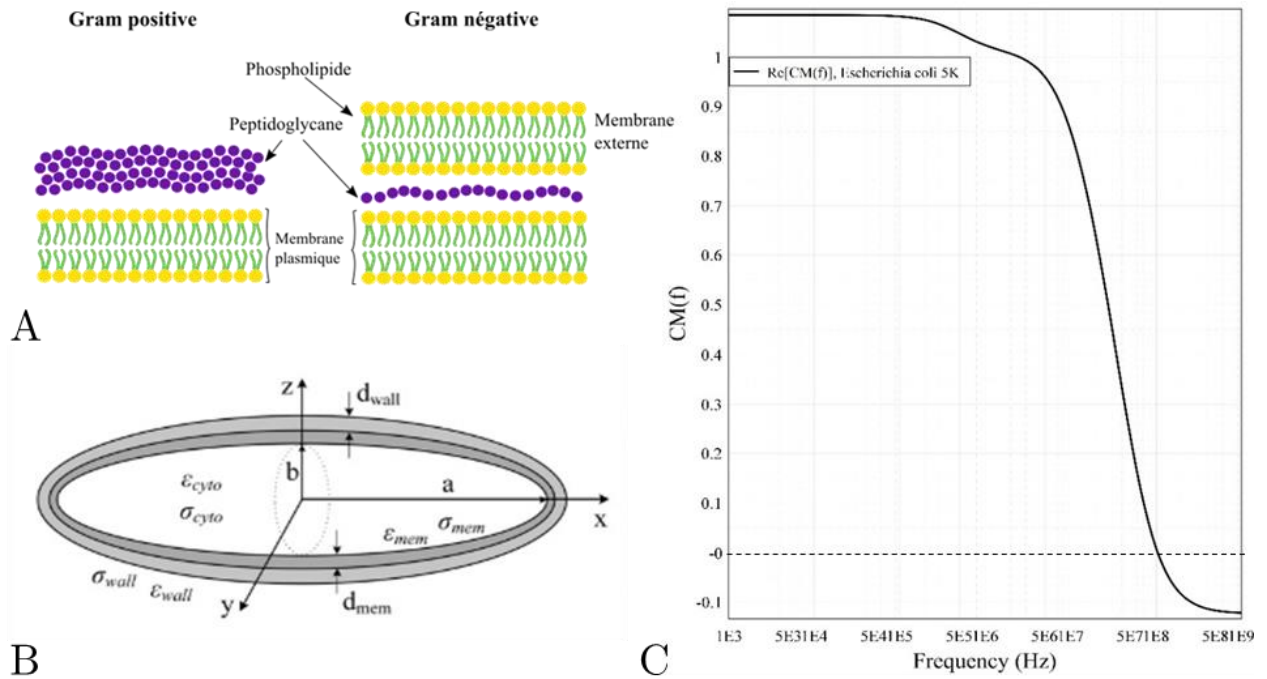 Gram positive
Gram négative
Phospholipide
Peptidoglycane
Membrane
externe
Membrane
plasmique
A
z
d_wall
b
a
x
ε_cyto
σ_cyto
σ_mem
ε_mem
σ_wall ε_wall
y
d_mem
B
1
Re[CM(f)], Escherichia coli 5K
0.9
0.8
0.7
0.6
0.5
0.4
0.3
0.2
0.1
-0
-0.1
CM(f)
1E3 5E31E4 5E41E5 5E51E6 5E61E7 5E71E8 5E81E9
Frequency (Hz)
C